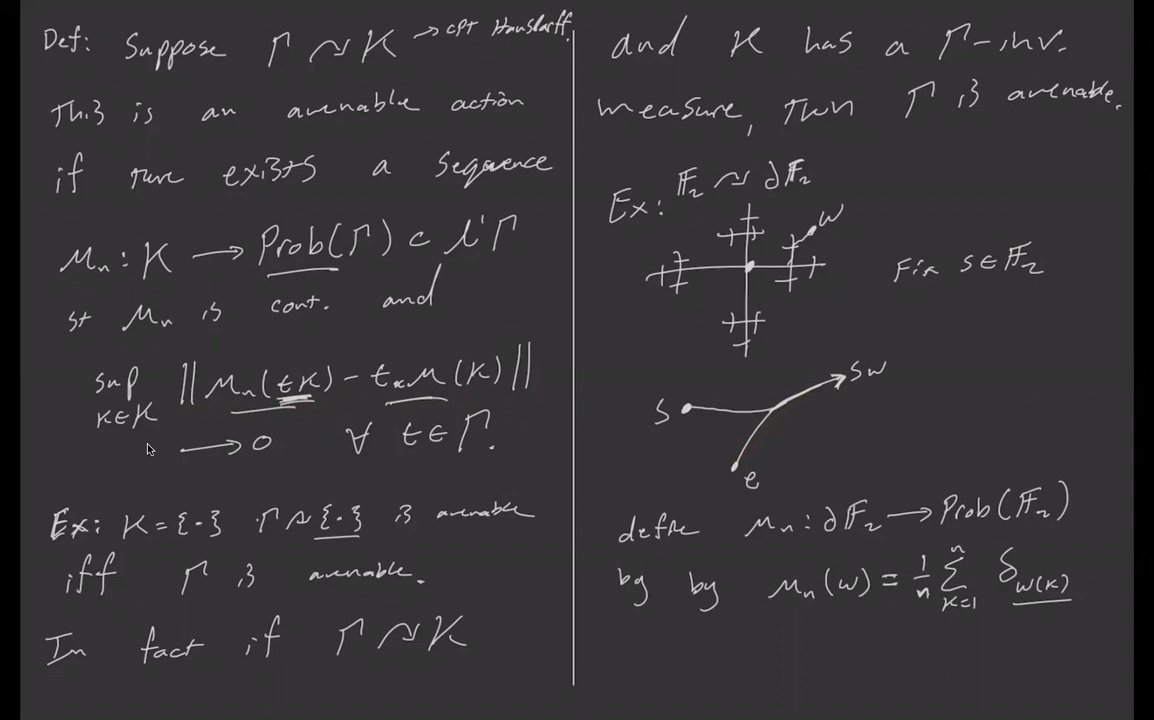 Def: Suppose Γ ↷ K → cpt Hausdorff.
This is an amenable action
if there exists a sequence
μₙ : K → Prob(Γ) ⊂ ℓ¹Γ
st μₙ is cont. and
sup_{k∈K} ‖μₙ(tk) − t_*μ(k)‖
→ 0 ∀ t ∈ Γ.
Ex: K = {·} Γ ↷ {·} is amenable
iff Γ is amenable.
In fact if Γ ↷ K
and K has a Γ-inv.
measure, then Γ is amenable.
Ex: 𝔽₂ ↷ ∂𝔽₂
w
Fix s ∈ 𝔽₂
sw
s
e
define μₙ : ∂𝔽₂ → Prob(𝔽₂)
by by μₙ(w) = 1/n Σ_{k=1}^{n} δ_{w(k)}